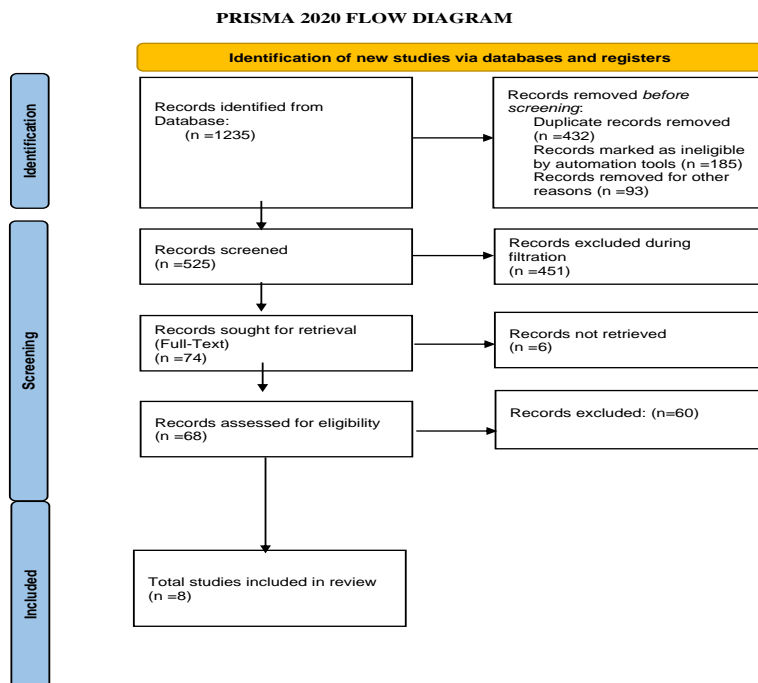 PRISMA 2020 FLOW DIAGRAM
Identification of new studies via databases and registers
Identification
Records identified from
Database:
(n =1235)
Records removed before
screening:
Duplicate records removed
(n =432)
Records marked as ineligible
by automation tools (n =185)
Records removed for other
reasons (n =93)
Screening
Records screened
(n =525)
Records excluded during
filtration
(n =451)
Records sought for retrieval
(Full-Text)
(n =74)
Records not retrieved
(n =6)
Records assessed for eligibility
(n =68)
Records excluded: (n=60)
Included
Total studies included in review
(n =8)